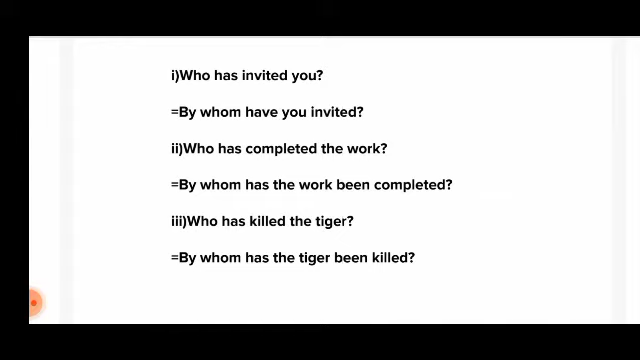 i)Who has invited you?
=By whom have you invited?
ii)Who has completed the work?
=By whom has the work been completed?
iii)Who has killed the tiger?
=By whom has the tiger been killed?